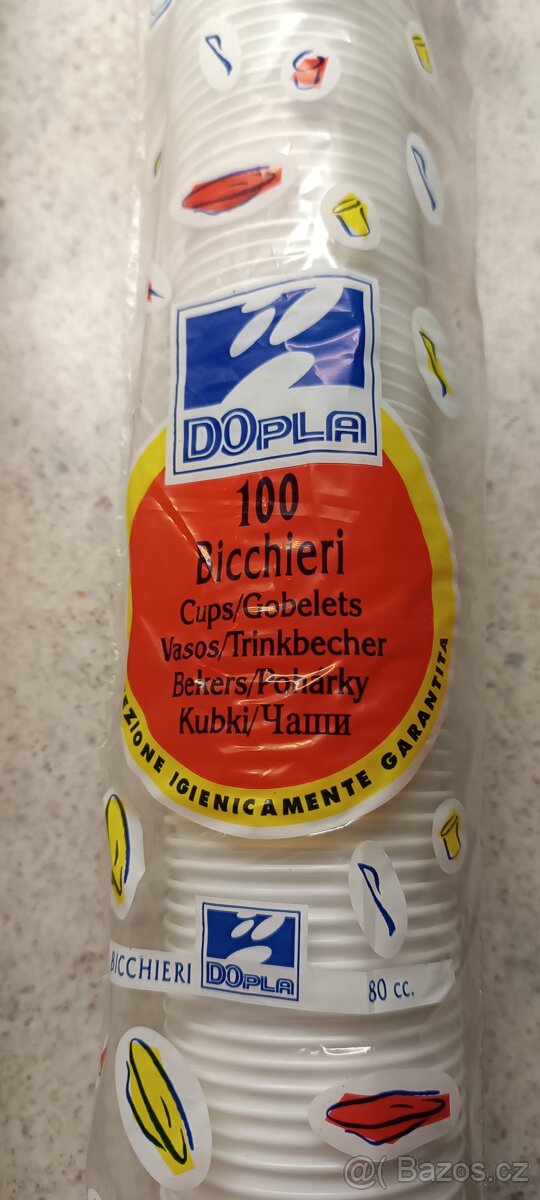 DOPLA
100
Bicchieri
Cups/Gobelets
Vasos/Trinkbecher
Bekers/Pohárky
Kubki/Чаши
EZIONE IGIENICAMENTE GARANTITA
BICCHIERI DOPLA 80 cc.
Bazos.cz